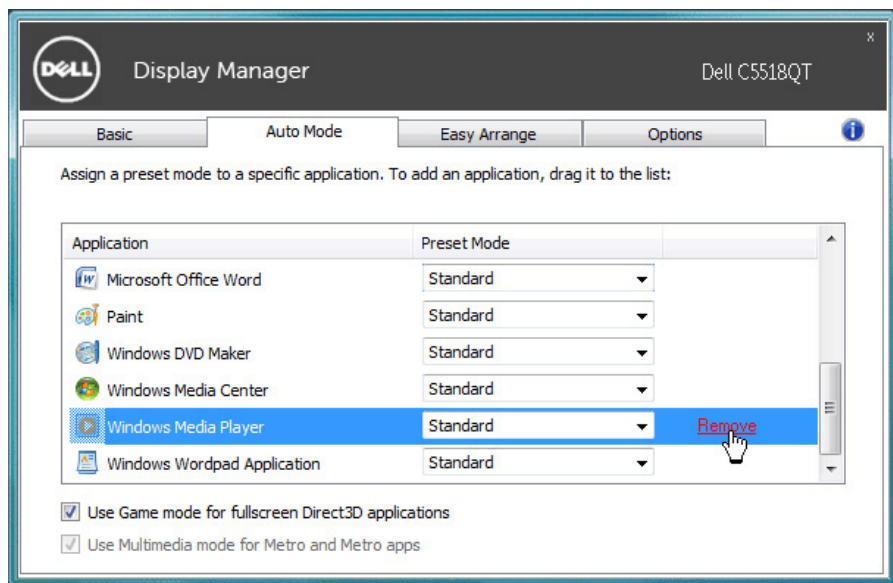 DELL
Display Manager
Dell C5518QT
x
Basic
Auto Mode
Easy Arrange
Options
i
Assign a preset mode to a specific application. To add an application, drag it to the list:
Application Preset Mode
Microsoft Office Word Standard
Paint Standard
Windows DVD Maker Standard
Windows Media Center Standard
Windows Media Player Standard Remove
Windows Wordpad Application Standard
Use Game mode for fullscreen Direct3D applications
Use Multimedia mode for Metro and Metro apps